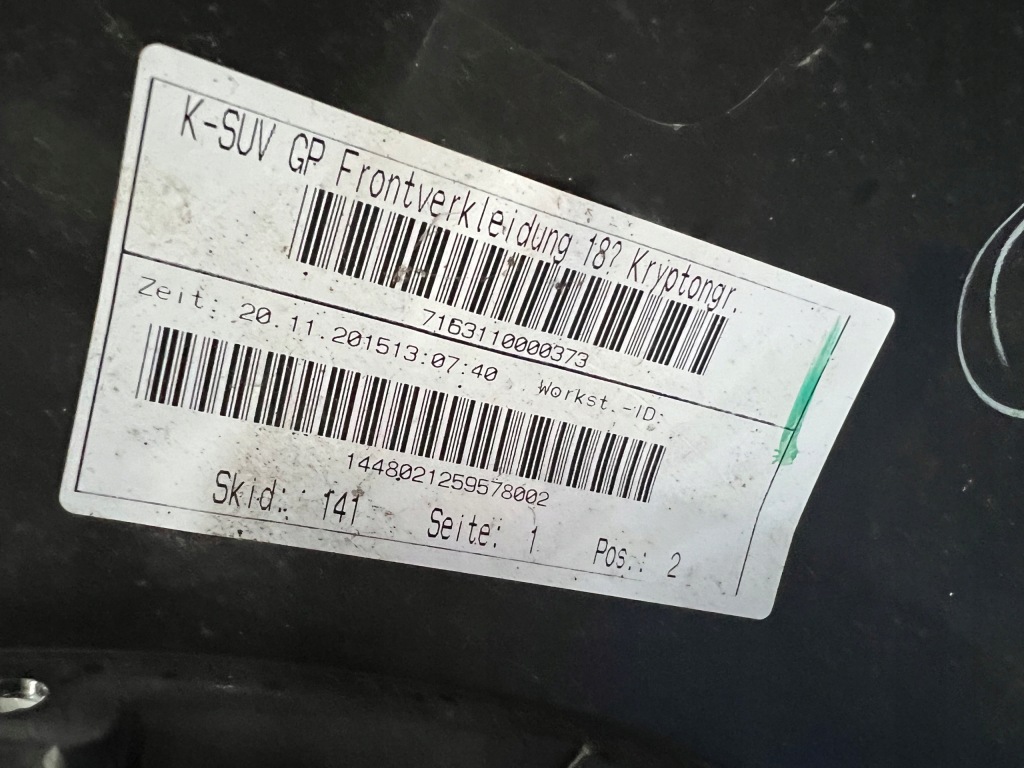 K-SUV GP Frontverkleidung 18? Kryptongr.
7163110000373
Zeit: 20.11.201513:07:40 Workst.-ID:
1448021259578002
Skid.: 141 Seite: 1 Pos.: 2